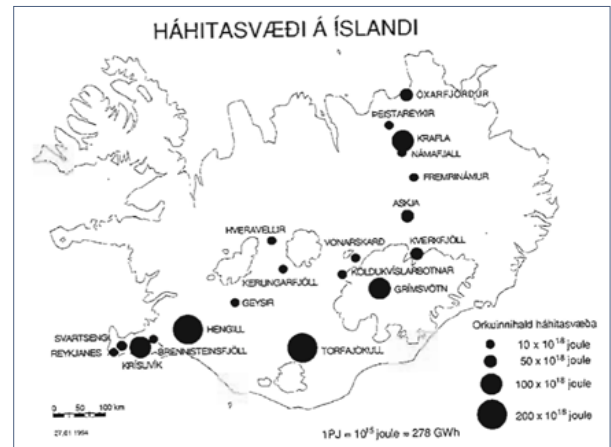 HÁHITASVÆÐI Á ÍSLANDI
ÖXARFJÖRDUR
ÞEISTAREYKIR
KRAFLA
NÁMAFJALL
FREMRINÁMUR
ASKJA
HVERAVELLIR
VONARSKARD
KVERKFJÖLL
KERLINGARFJÖLL
KÖLDUKVÍSLARBOTNAR
GRÍMSVÖTN
GEYSIR
HENGILL
SVARTSENGI
BRENNISTEINSFJÖLL
REYKJANES
KRÍSUVÍK
TORFAJÖKULL
Orkuinnihald háhitasvæða
10 x 10¹⁸ joule
50 x 10¹⁸ joule
100 x 10¹⁸ joule
200 x 10¹⁸ joule
0 50 100 km
27.01 1994
1PJ = 10¹⁵ joule = 278 GWh